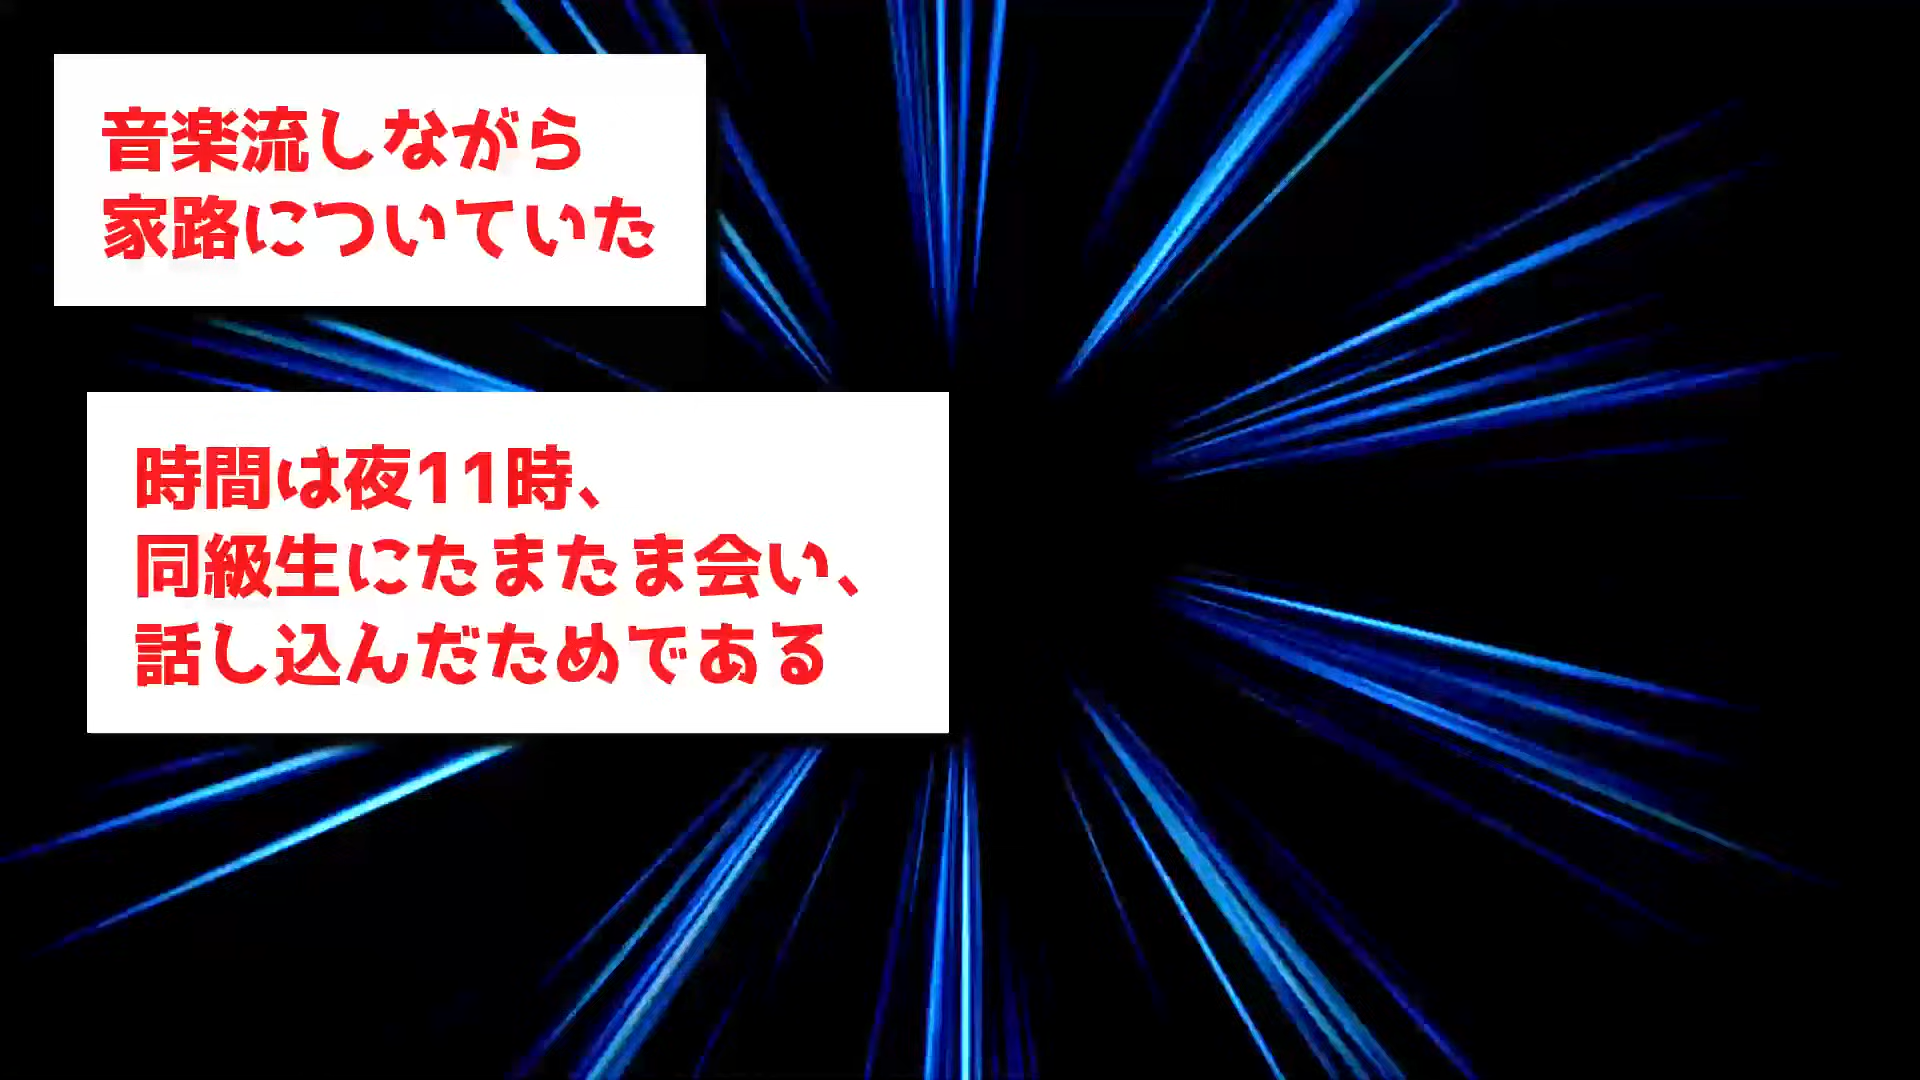 音楽流しながら
家路についていた
時間は夜11時、
同級生にたまたま会い、
話し込んだためである